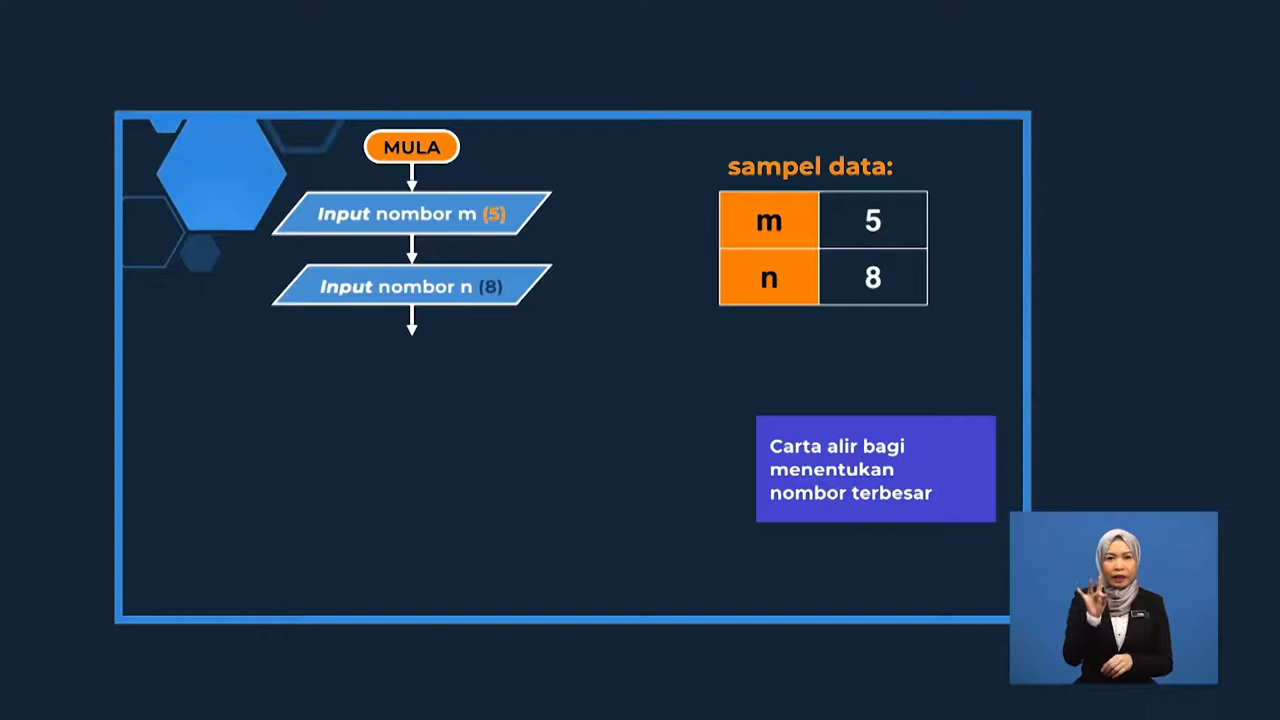 MULA
Input nombor m (5)
Input nombor n (8)
sampel data:
m 5
n 8
Carta alir bagi
menentukan
nombor terbesar